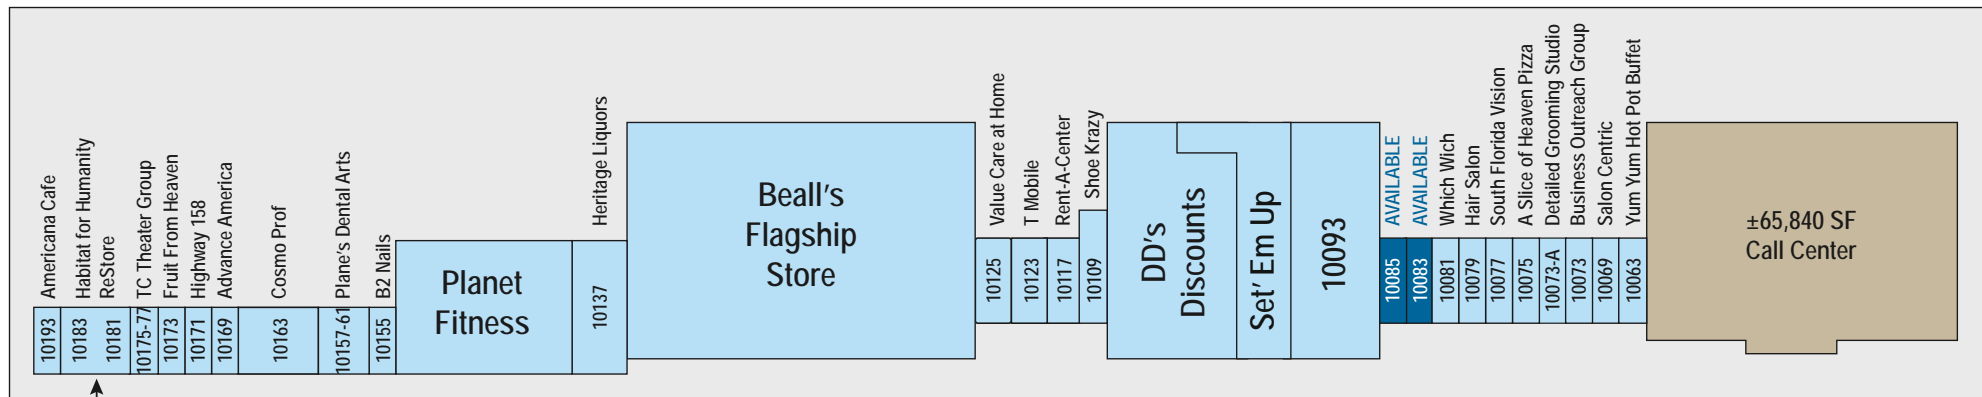 Americana Cafe
10193
Habitat for Humanity
ReStore
10183
10181
TC Theater Group
10175-77
Fruit From Heaven
10173
Highway 158
10171
Advance America
10169
Cosmo Prof
10163
Plane's Dental Arts
10157-61
B2 Nails
10155
Planet
Fitness
Heritage Liquors
10137
Beall's
Flagship
Store
Value Care at Home
10125
T Mobile
10123
Rent-A-Center
10117
Shoe Krazy
10109
DD's
Discounts
Set' Em Up
10093
AVAILABLE
10085
AVAILABLE
10083
Which Wich
10081
Hair Salon
10079
South Florida Vision
10077
A Slice of Heaven Pizza
10075
Detailed Grooming Studio
10073-A
Business Outreach Group
10073
Salon Centric
10069
Yum Yum Hot Pot Buffet
10063
±65,840 SF
Call Center